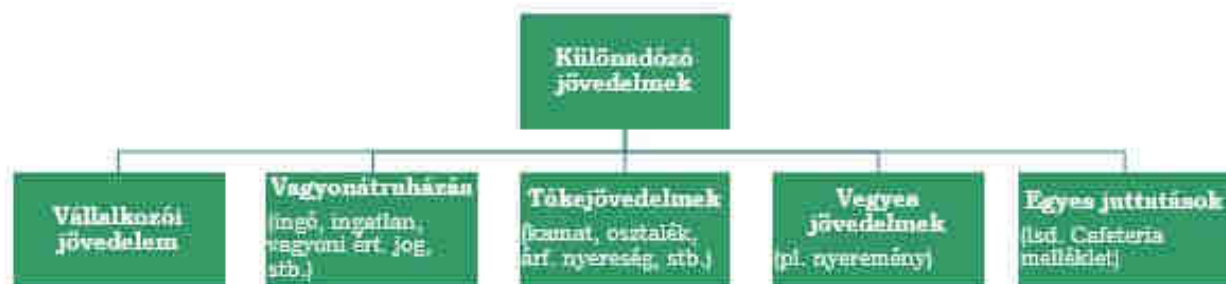 Különadózó
jövedelmek
Vállalkozói
jövedelem
Vagyonátruházás
(ingó, ingatlan,
vagyoni ért. jog,
stb.)
Tőkejövedelmek
(kamat, osztalék,
árf. nyereség, stb.)
Vegyes
jövedelmek
(pl. nyeremény)
Egyes juttatások
(lsd. Cafeteria
melléklet)